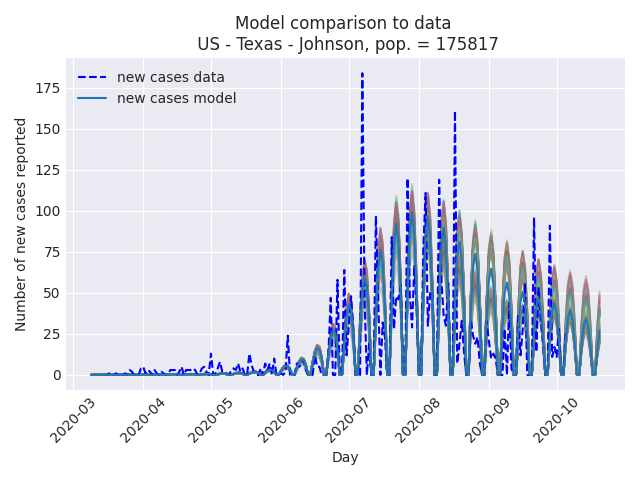 Model comparison to data
US - Texas - Johnson, pop. = 175817
new cases data
new cases model
Number of new cases reported
175
150
125
100
75
50
25
0
2020-03
2020-04
2020-05
2020-06
2020-07
2020-08
2020-09
2020-10
Day